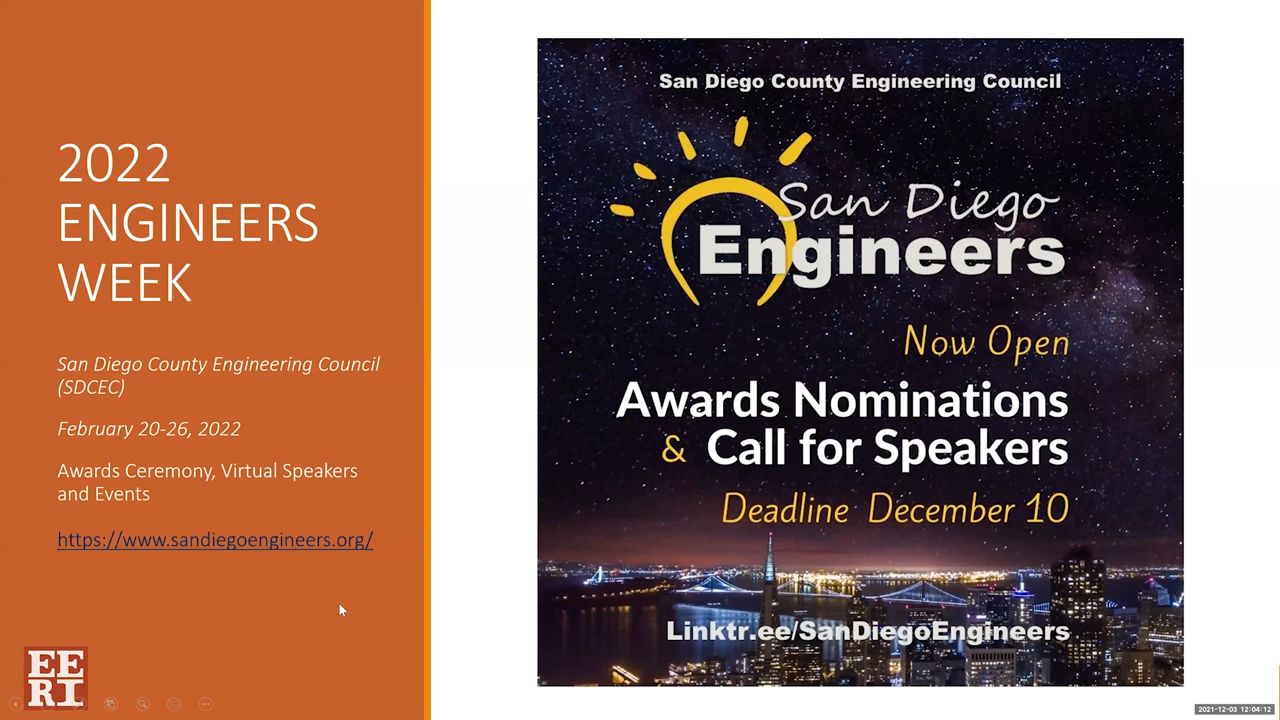 2022
ENGINEERS
WEEK
San Diego County Engineering Council
(SDCEC)
February 20-26, 2022
Awards Ceremony, Virtual Speakers
and Events
https://www.sandiegoengineers.org/
EE
RI
San Diego County Engineering Council
San Diego
Engineers
Now Open
Awards Nominations
& Call for Speakers
Deadline December 10
Linktr.ee/SanDiegoEngineers
2021-12-03 12:04:12